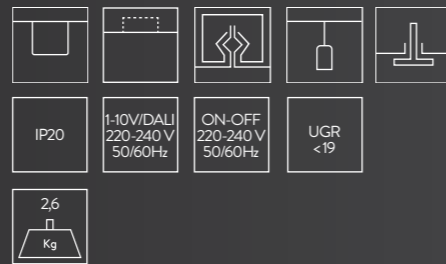 IP20
1-10V/DALI
220-240 V
50/60Hz
ON-OFF
220-240 V
50/60Hz
UGR
<19
2,6
Kg